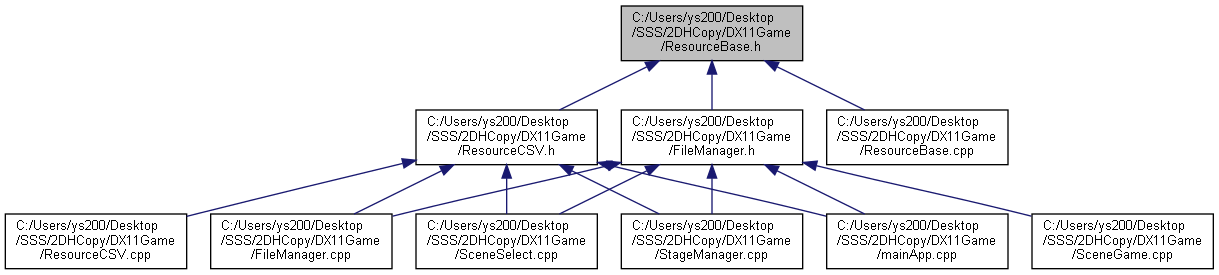 C:/Users/ys200/Desktop
/SSS/2DHCopy/DX11Game
/ResourceBase.h
C:/Users/ys200/Desktop
/SSS/2DHCopy/DX11Game
/ResourceCSV.h
C:/Users/ys200/Desktop
/SSS/2DHCopy/DX11Game
/FileManager.h
C:/Users/ys200/Desktop
/SSS/2DHCopy/DX11Game
/ResourceBase.cpp
C:/Users/ys200/Desktop
/SSS/2DHCopy/DX11Game
/ResourceCSV.cpp
C:/Users/ys200/Desktop
/SSS/2DHCopy/DX11Game
/FileManager.cpp
C:/Users/ys200/Desktop
/SSS/2DHCopy/DX11Game
/SceneSelect.cpp
C:/Users/ys200/Desktop
/SSS/2DHCopy/DX11Game
/StageManager.cpp
C:/Users/ys200/Desktop
/SSS/2DHCopy/DX11Game
/mainApp.cpp
C:/Users/ys200/Desktop
/SSS/2DHCopy/DX11Game
/SceneGame.cpp